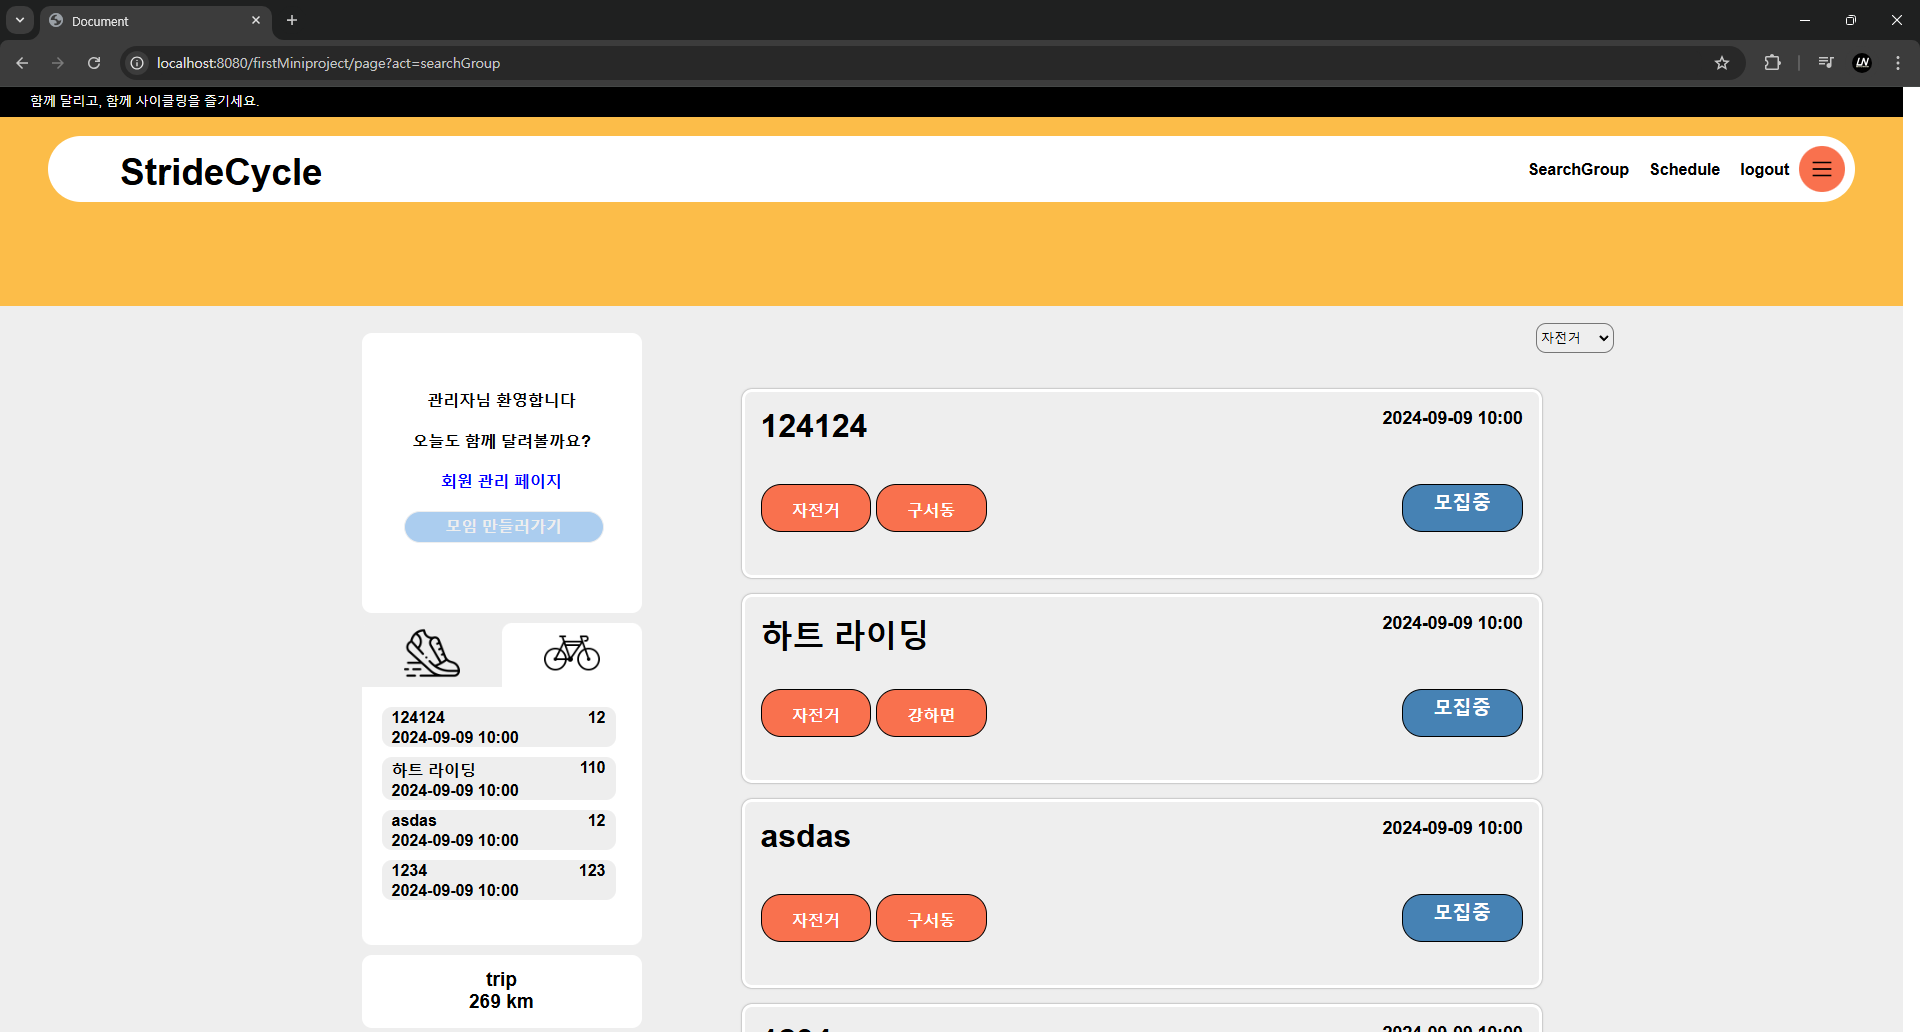 Document
localhost:8080/firstMiniproject/page?act=searchGroup
LN
함께 달리고, 함께 사이클링을 즐기세요.
StrideCycle
SearchGroup Schedule logout
자전거
관리자님 환영합니다
오늘도 함께 달려볼까요?
회원 관리 페이지
모임 만들러가기
124124 12
2024-09-09 10:00
하트 라이딩 110
2024-09-09 10:00
asdas 12
2024-09-09 10:00
1234 123
2024-09-09 10:00
trip
269 km
124124 2024-09-09 10:00
자전거 구서동 모집중
하트 라이딩 2024-09-09 10:00
자전거 강하면 모집중
asdas 2024-09-09 10:00
자전거 구서동 모집중
1234 2024-09-09 10:00